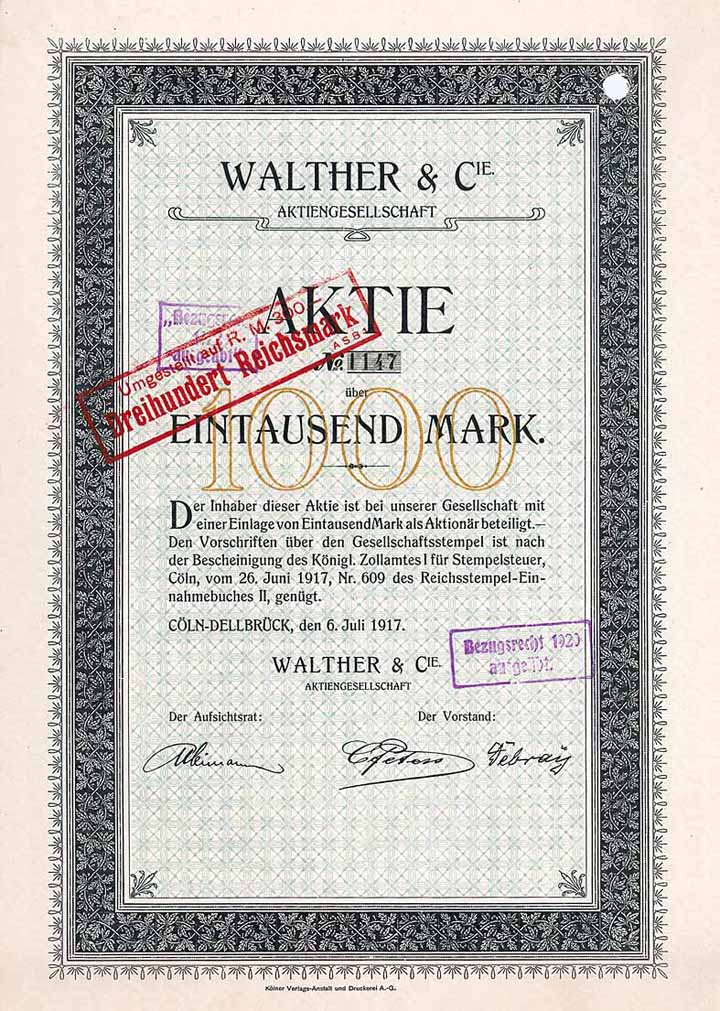 WALTHER & CIE.
AKTIENGESELLSCHAFT
AKTIE
Umgestellt auf R. M. 300.—
Dreihundert Reichsmark
A S B
No. 1147
über
1000
EINTAUSEND MARK.
Der Inhaber dieser Aktie ist bei unserer Gesellschaft mit
einer Einlage von Eintausend Mark als Aktionär beteiligt.—
Den Vorschriften über den Gesellschaftsstempel ist nach
der Bescheinigung des Königl. Zollamtes I für Stempelsteuer,
Cöln, vom 26. Juni 1917, Nr. 609 des Reichsstempel-Ein-
nahmebuches II, genügt.
CÖLN-DELLBRÜCK, den 6. Juli 1917.
Bezugsrecht 1920
ausgeübt.
WALTHER & CIE.
AKTIENGESELLSCHAFT
Der Aufsichtsrat:
Der Vorstand:
Kölner Verlags-Anstalt und Druckerei A.-G.